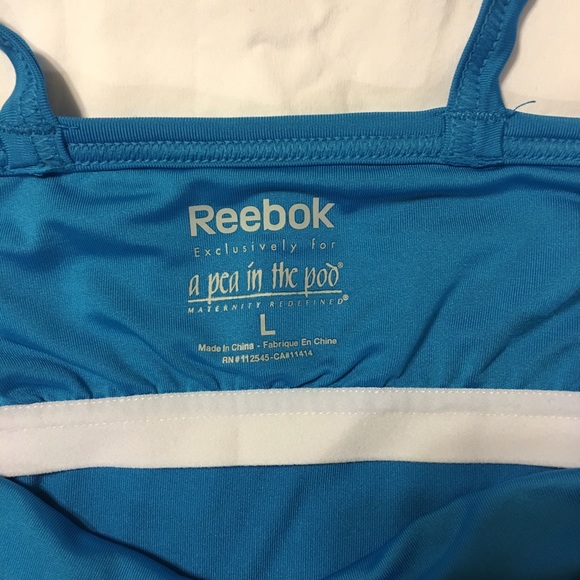 Reebok
Exclusively for
a pea in the pod®
MATERNITY REDEFINED®
L
Made In China - Fabrique En Chine
RN#112545-CA#11414